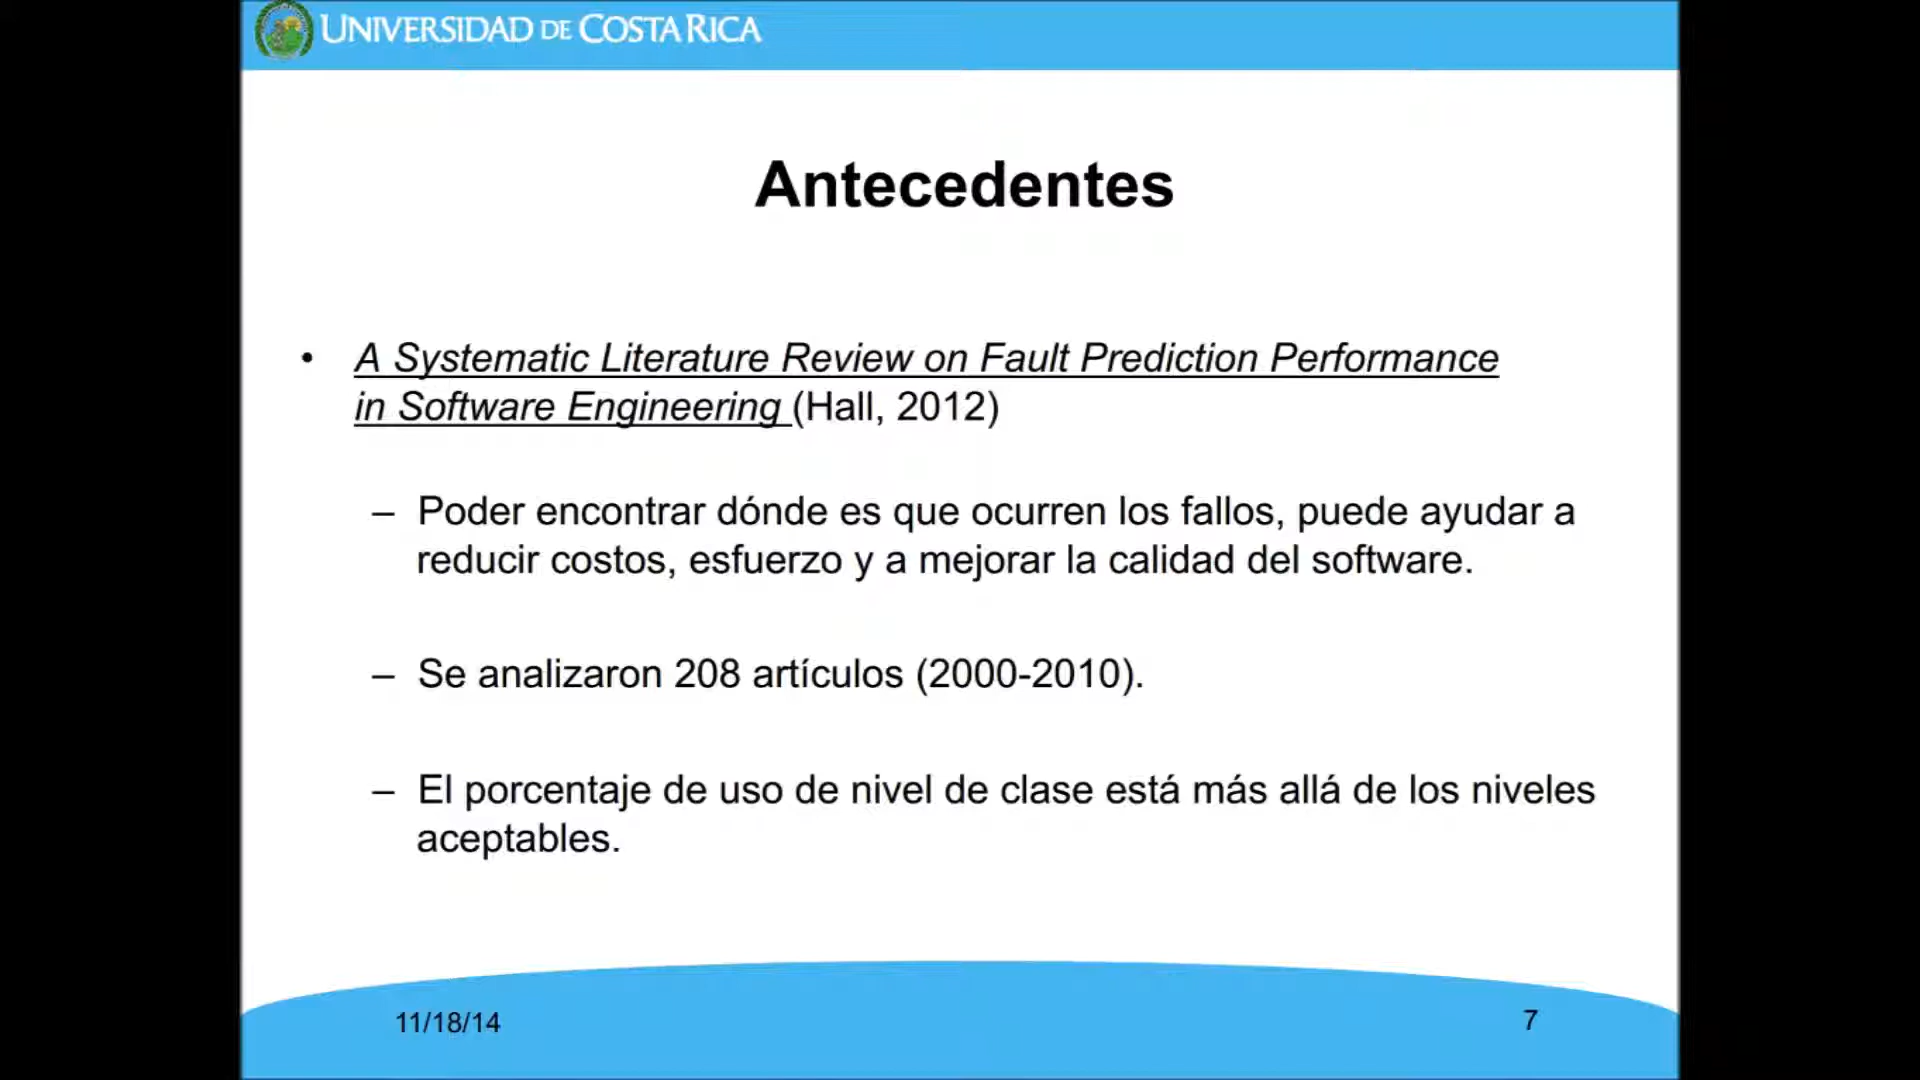 UNIVERSIDAD DE COSTA RICA
Antecedentes
• A Systematic Literature Review on Fault Prediction Performance
in Software Engineering (Hall, 2012)
– Poder encontrar dónde es que ocurren los fallos, puede ayudar a
reducir costos, esfuerzo y a mejorar la calidad del software.
– Se analizaron 208 artículos (2000-2010).
– El porcentaje de uso de nivel de clase está más allá de los niveles
aceptables.
11/18/14
7